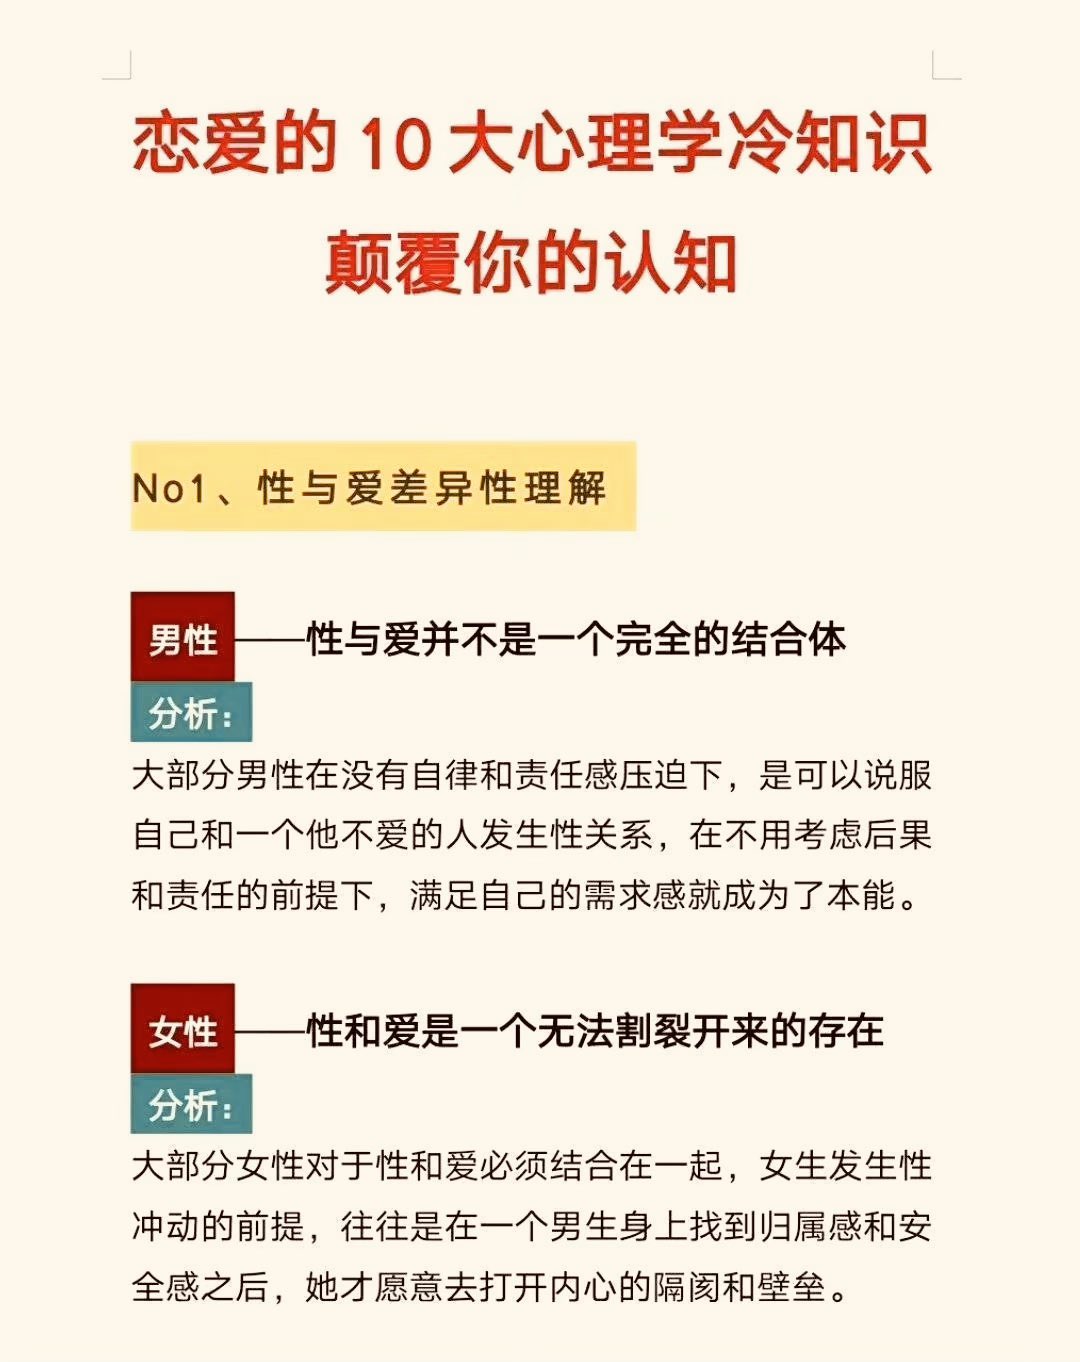 恋爱的10大心理学冷知识
颠覆你的认知
No1、性与爱差异性理解
男性——性与爱并不是一个完全的结合体
分析：
大部分男性在没有自律和责任感压迫下，是可以说服
自己和一个他不爱的人发生性关系，在不用考虑后果
和责任的前提下，满足自己的需求感就成为了本能。
女性——性和爱是一个无法割裂开来的存在
分析：
大部分女性对于性和爱必须结合在一起，女生发生性
冲动的前提，往往是在一个男生身上找到归属感和安
全感之后，她才愿意去打开内心的隔阂和壁垒。